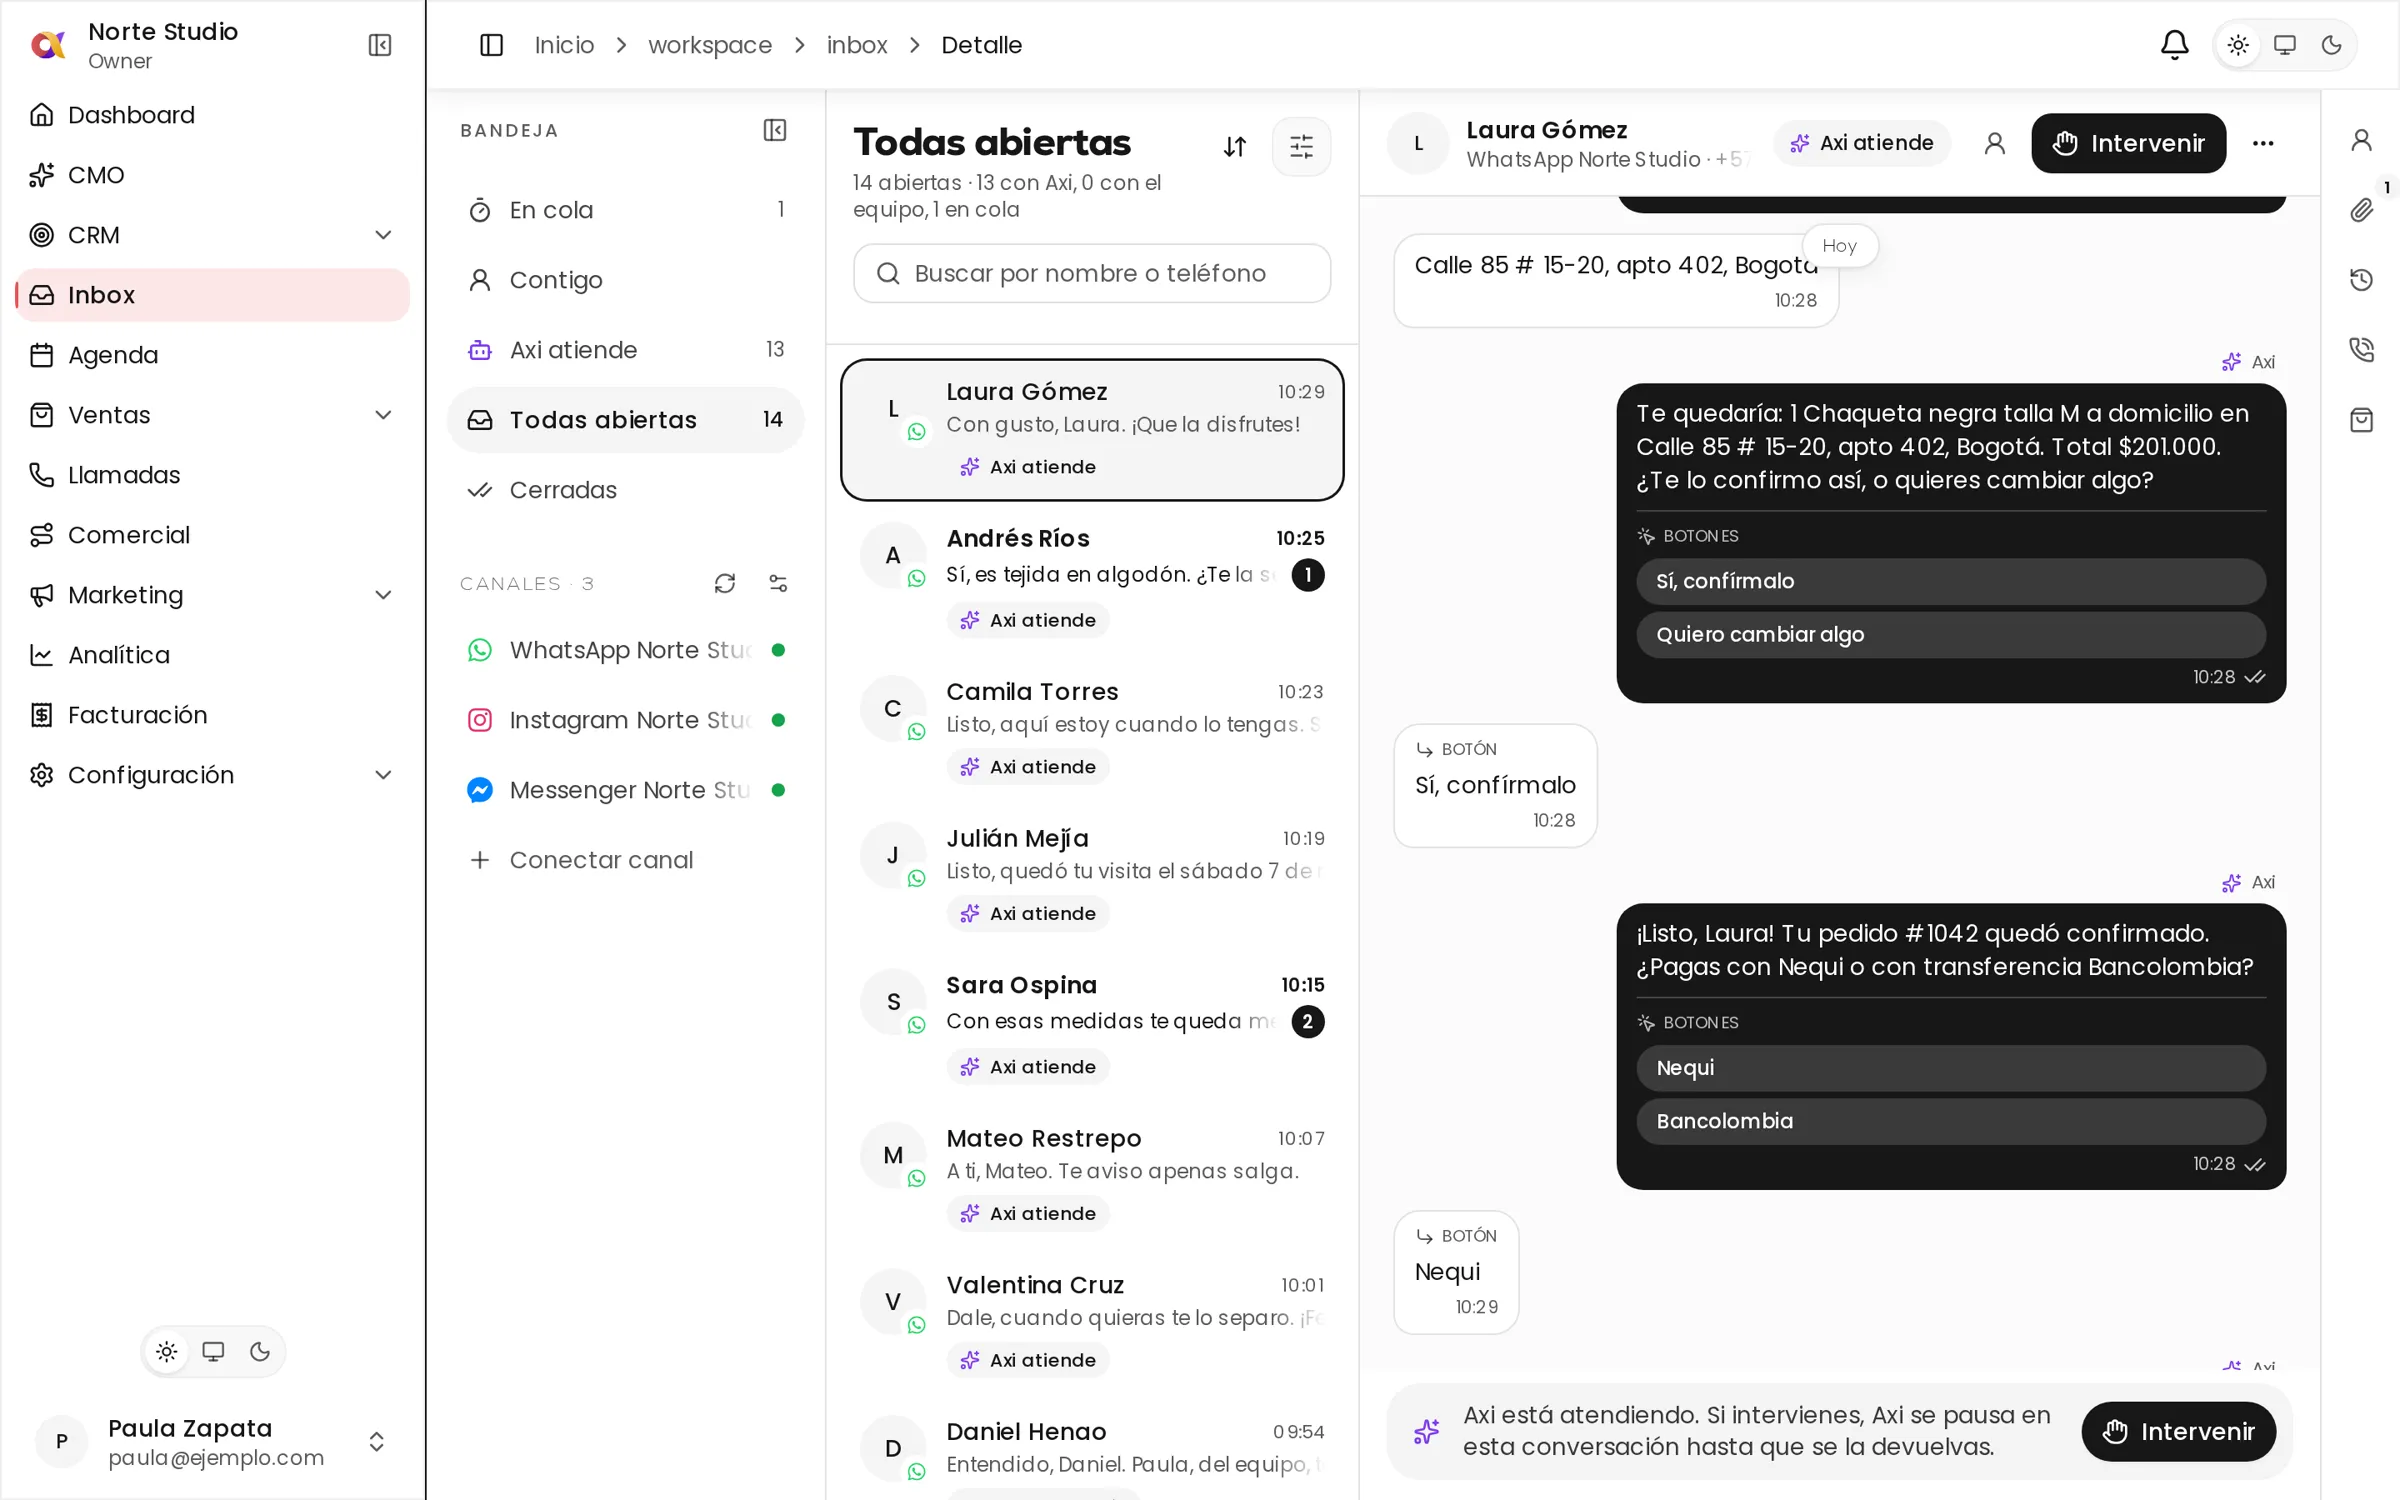 Norte Studio
Owner
Dashboard
CMO
CRM
Inbox
Agenda
Ventas
Llamadas
Comercial
Marketing
Analítica
Facturación
Configuración
P
Paula Zapata
paula@ejemplo.com
Inicio
workspace
inbox
Detalle
BANDEJA
En cola
1
Contigo
Axi atiende
13
Todas abiertas
14
Cerradas
CANALES · 3
WhatsApp Norte Stu
Instagram Norte Stu
Messenger Norte Stu
Conectar canal
Todas abiertas
14 abiertas · 13 con Axi, 0 con el
equipo, 1 en cola
Buscar por nombre o teléfono
L
Laura Gómez
10:29
Con gusto, Laura. ¡Que la disfrutes!
Axi atiende
A
Andrés Ríos
10:25
Sí, es tejida en algodón. ¿Te la s
1
Axi atiende
C
Camila Torres
10:23
Listo, aquí estoy cuando lo tengas. S
Axi atiende
J
Julián Mejía
10:19
Listo, quedó tu visita el sábado 7 de
Axi atiende
S
Sara Ospina
10:15
Con esas medidas te queda me
2
Axi atiende
M
Mateo Restrepo
10:07
A ti, Mateo. Te aviso apenas salga.
Axi atiende
V
Valentina Cruz
10:01
Dale, cuando quieras te lo separo. ¡Fe
Axi atiende
D
Daniel Henao
09:54
Entendido, Daniel. Paula, del equipo,
L
Laura Gómez
WhatsApp Norte Studio · +57
Axi atiende
Intervenir
1
Hoy
Calle 85 # 15-20, apto 402, Bogotá
10:28
Axi
Te quedaría: 1 Chaqueta negra talla M a domicilio en
Calle 85 # 15-20, apto 402, Bogotá. Total $201.000.
¿Te lo confirmo así, o quieres cambiar algo?
BOTONES
Sí, confírmalo
Quiero cambiar algo
10:28
BOTÓN
Sí, confírmalo
10:28
Axi
¡Listo, Laura! Tu pedido #1042 quedó confirmado.
¿Pagas con Nequi o con transferencia Bancolombia?
BOTONES
Nequi
Bancolombia
10:28
BOTÓN
Nequi
10:29
Axi
Axi está atendiendo. Si intervienes, Axi se pausa en
esta conversación hasta que se la devuelvas.
Intervenir